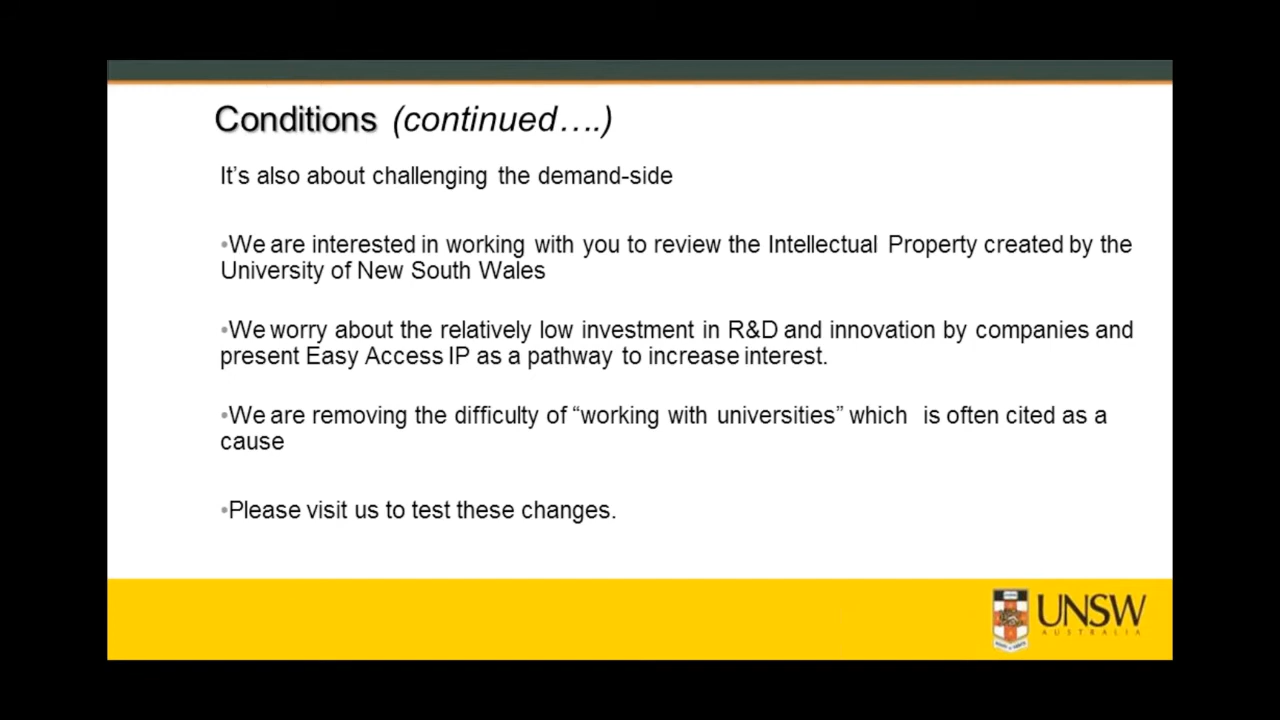 Conditions (continued….)
It’s also about challenging the demand-side
•We are interested in working with you to review the Intellectual Property created by the
University of New South Wales
•We worry about the relatively low investment in R&D and innovation by companies and
present Easy Access IP as a pathway to increase interest.
•We are removing the difficulty of “working with universities” which is often cited as a
cause
•Please visit us to test these changes.
UNSW
AUSTRALIA